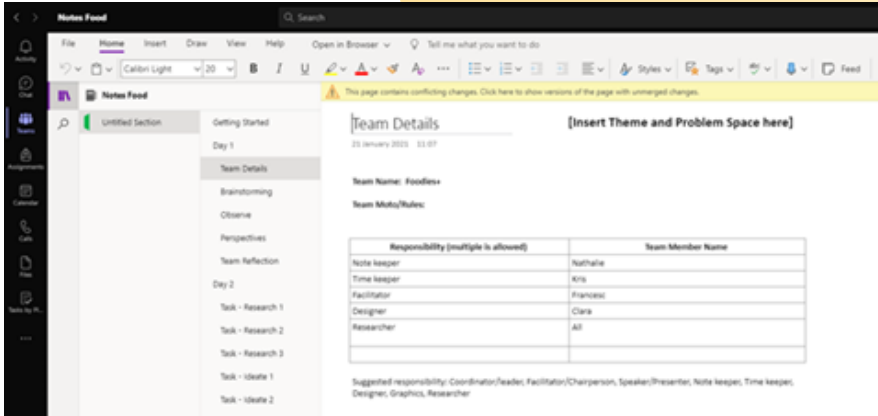 Notes Food
Search
Activity
Chat
Teams
Assignments
Calendar
Calls
Files
File Home Insert Draw View Help Open in Browser Tell me what you want to do
Calibri Light 20 B I U Styles Tags Feed
Notes Food
This page contains conflicting changes. Click here to show versions of the page with unmerged changes.
Untitled Section
Getting Started
Day 1
Team Details
Brainstorming
Observe
Perspectives
Team Reflection
Day 2
Task - Research 1
Task - Research 2
Task - Research 3
Task - Ideate 1
Task - Ideate 2
Team Details
[Insert Theme and Problem Space here]
21 January 2021 11:07
Team Name: Foodies+
Team Moto/Rules:
Responsibility (multiple is allowed) Team Member Name
Note keeper Nathalie
Time keeper Kris
Facilitator Francesc
Designer Clara
Researcher All
Suggested responsibility: Coordinator/leader, Facilitator/Chairperson, Speaker/Presenter, Note keeper, Time keeper,
Designer, Graphics, Researcher